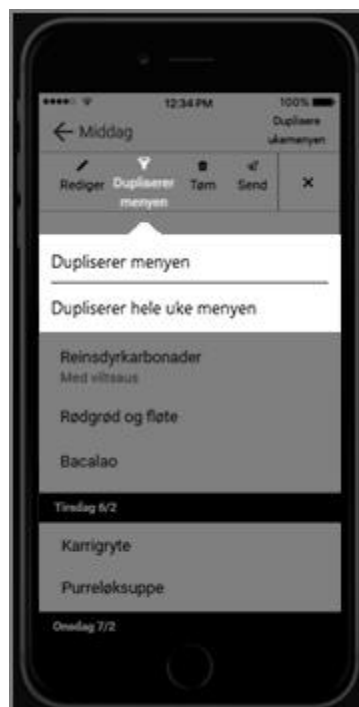 12:34 PM 100%
← Middag Duplisere
ukemenyen
Rediger Dupliserer Tøm Send ×
menyen
Dupliserer menyen
Dupliserer hele uke menyen
Reinsdyrkarbonader
Med viltsaus
Rødgrød og fløte
Bacalao
Tirsdag 6/2
Karrigryte
Purreløksuppe
Onsdag 7/2